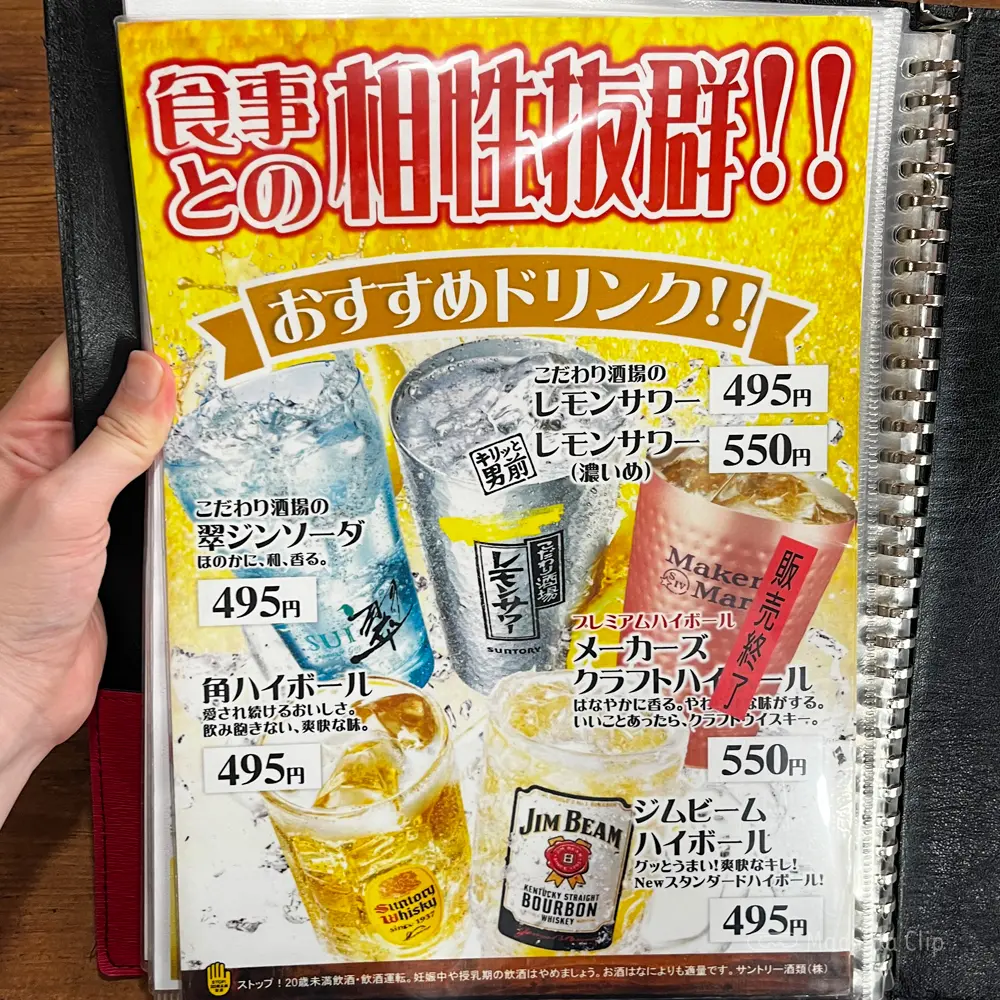 食事
との
相性抜群!!
おすすめドリンク!!
こだわり酒場の
レモンサワー
495円
レモンサワー
(濃いめ)
550円
キリッと
男前
こだわり酒場
レモンサワー
SUNTORY
こだわり酒場の
翠ジンソーダ
ほのかに、和、香る。
495円
SUI
翠
Maker
SIV
Mar
販売終了
プレミアムハイボール
メーカーズ
クラフトハイ ール
はなやかに香る。やわ な味がする。
いいことあったら、クラフトウイスキー。
550円
角ハイボール
愛され続けるおいしさ。
飲み飽きない、爽快な味。
495円
Suntory
Whisky
since 1937
JIM BEAM
B
KENTUCKY STRAIGHT
BOURBON
WHISKEY
ジムビーム
ハイボール
グッとうまい!爽快なキレ!
Newスタンダードハイボール!
495円
ストップ!20歳未満飲酒・飲酒運転。妊娠中や授乳期の飲酒はやめましょう。お酒はなによりも適量です。サントリー酒類(株)